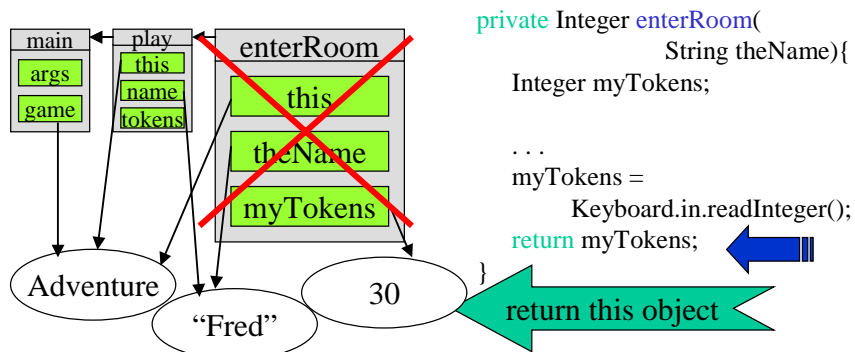 main
args
game
play
this
name
tokens
enterRoom
this
theName
myTokens
Adventure
“Fred”
30
private Integer enterRoom(
String theName){
Integer myTokens;
. . .
myTokens =
Keyboard.in.readInteger();
return myTokens;
}
return this object